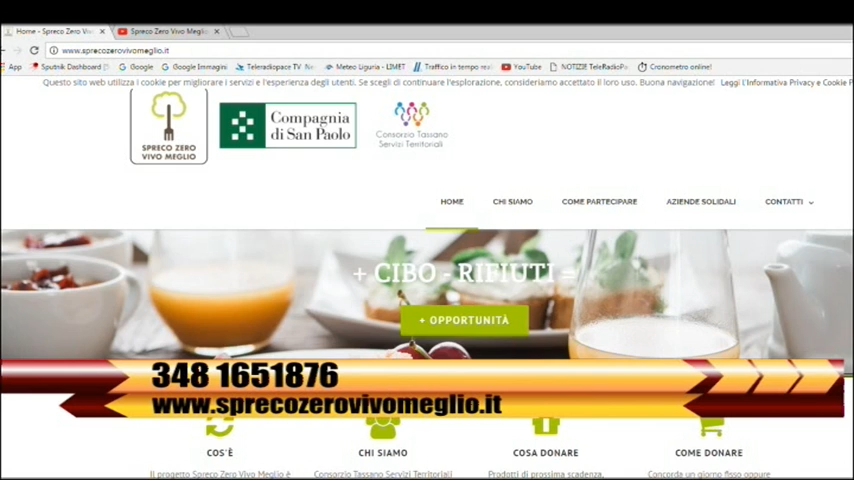 Home - Spreco Zero Viv
Spreco Zero Vivo Meglio
www.sprecozerovivomeglio.it
App
Sputnik Dashboard
Google
Google Immagini
Teleradiopace TV
Meteo Liguria - LIMET
Traffico in tempo real
YouTube
NOTIZIE TeleRadioPa
Cronometro online!
Questo sito web utilizza i cookie per migliorare i servizi e l'esperienza degli utenti. Se scegli di continuare l'esplorazione, consideriamo accettato il loro uso. Buona navigazione! Leggi l'Informativa Privacy e Cookie P
SPRECO ZERO
VIVO MEGLIO
Compagnia
di San Paolo
Consorzio Tassano
Servizi Territoriali
HOME
CHI SIAMO
COME PARTECIPARE
AZIENDE SOLIDALI
CONTATTI
+ CIBO - RIFIUTI =
+ OPPORTUNITÀ
348 1651876
www.sprecozerovivomeglio.it
COS'È
CHI SIAMO
COSA DONARE
COME DONARE
Il progetto Spreco Zero Vivo Meglio è
Consorzio Tassano Servizi Territoriali
Prodotti di prossima scadenza,
Concorda un giorno fisso oppure